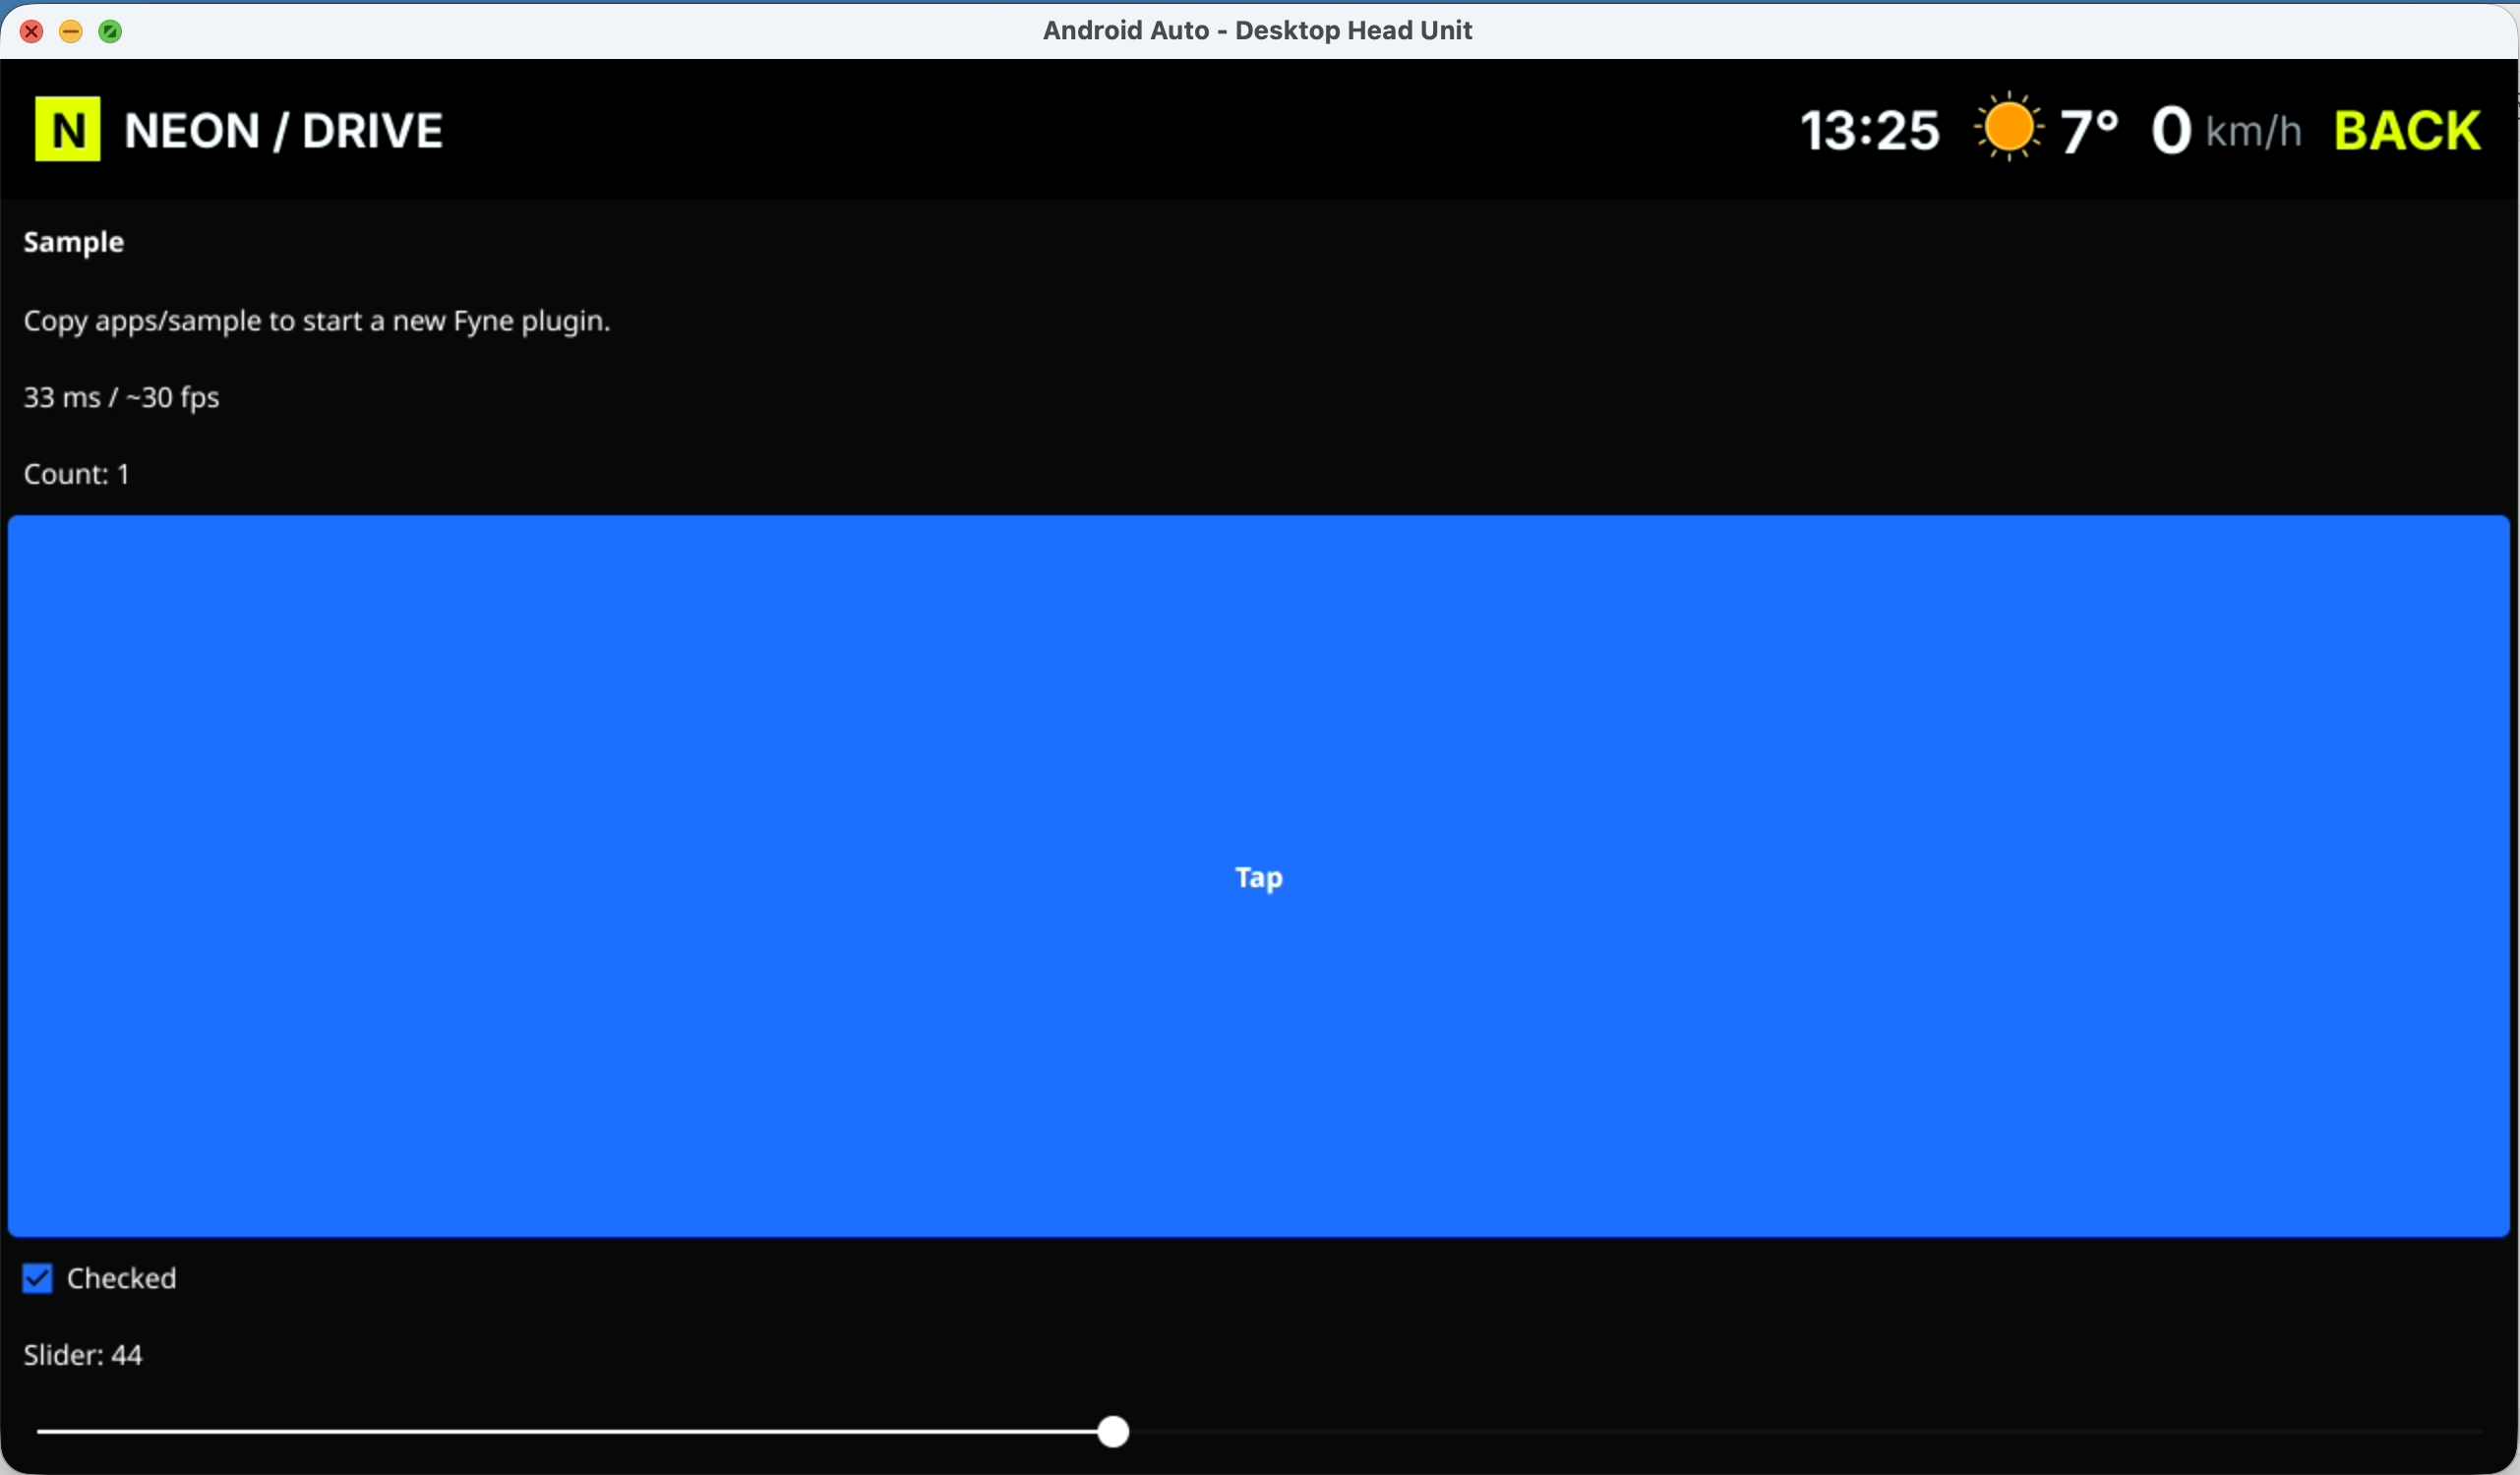 Android Auto - Desktop Head Unit
N NEON / DRIVE 13:25 7° 0 km/h BACK
Sample
Copy apps/sample to start a new Fyne plugin.
33 ms / ~30 fps
Count: 1
Tap
Checked
Slider: 44